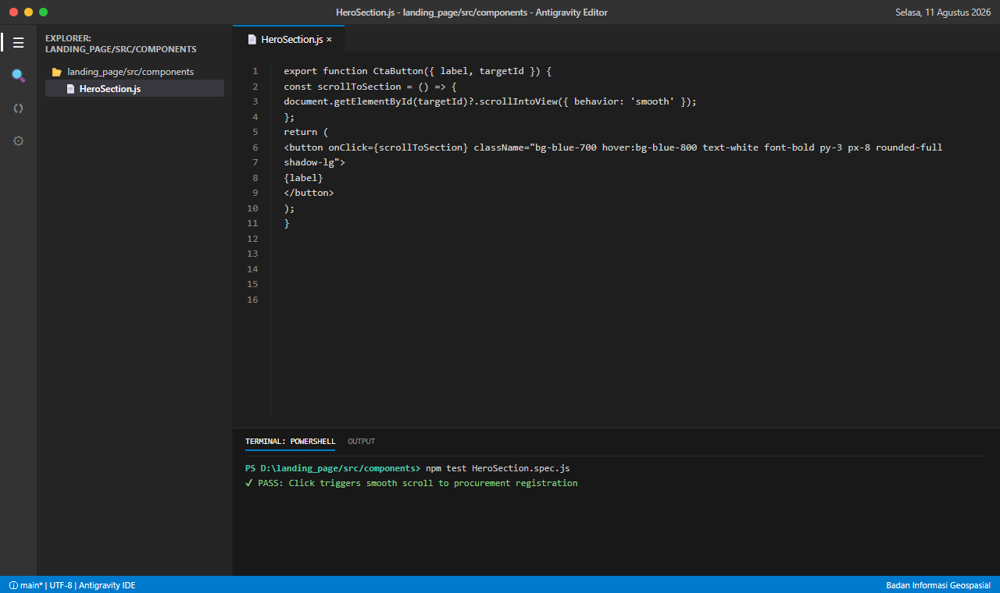 HeroSection.js - landing_page/src/components - Antigravity Editor
Selasa, 11 Agustus 2026
EXPLORER:
LANDING_PAGE/SRC/COMPONENTS
landing_page/src/components
HeroSection.js
HeroSection.js ×
1 export function CtaButton({ label, targetId }) {
2 const scrollToSection = () => {
3 document.getElementById(targetId)?.scrollIntoView({ behavior: 'smooth' });
4 };
5 return (
6 <button onClick={scrollToSection} className="bg-blue-700 hover:bg-blue-800 text-white font-bold py-3 px-8 rounded-full
7 shadow-lg">
8 {label}
9 </button>
10 );
11 }
12
13
14
15
16
TERMINAL: POWERSHELL OUTPUT
PS D:\landing_page/src/components> npm test HeroSection.spec.js
✓ PASS: Click triggers smooth scroll to procurement registration
ⓘ main* | UTF-8 | Antigravity IDE
Badan Informasi Geospasial